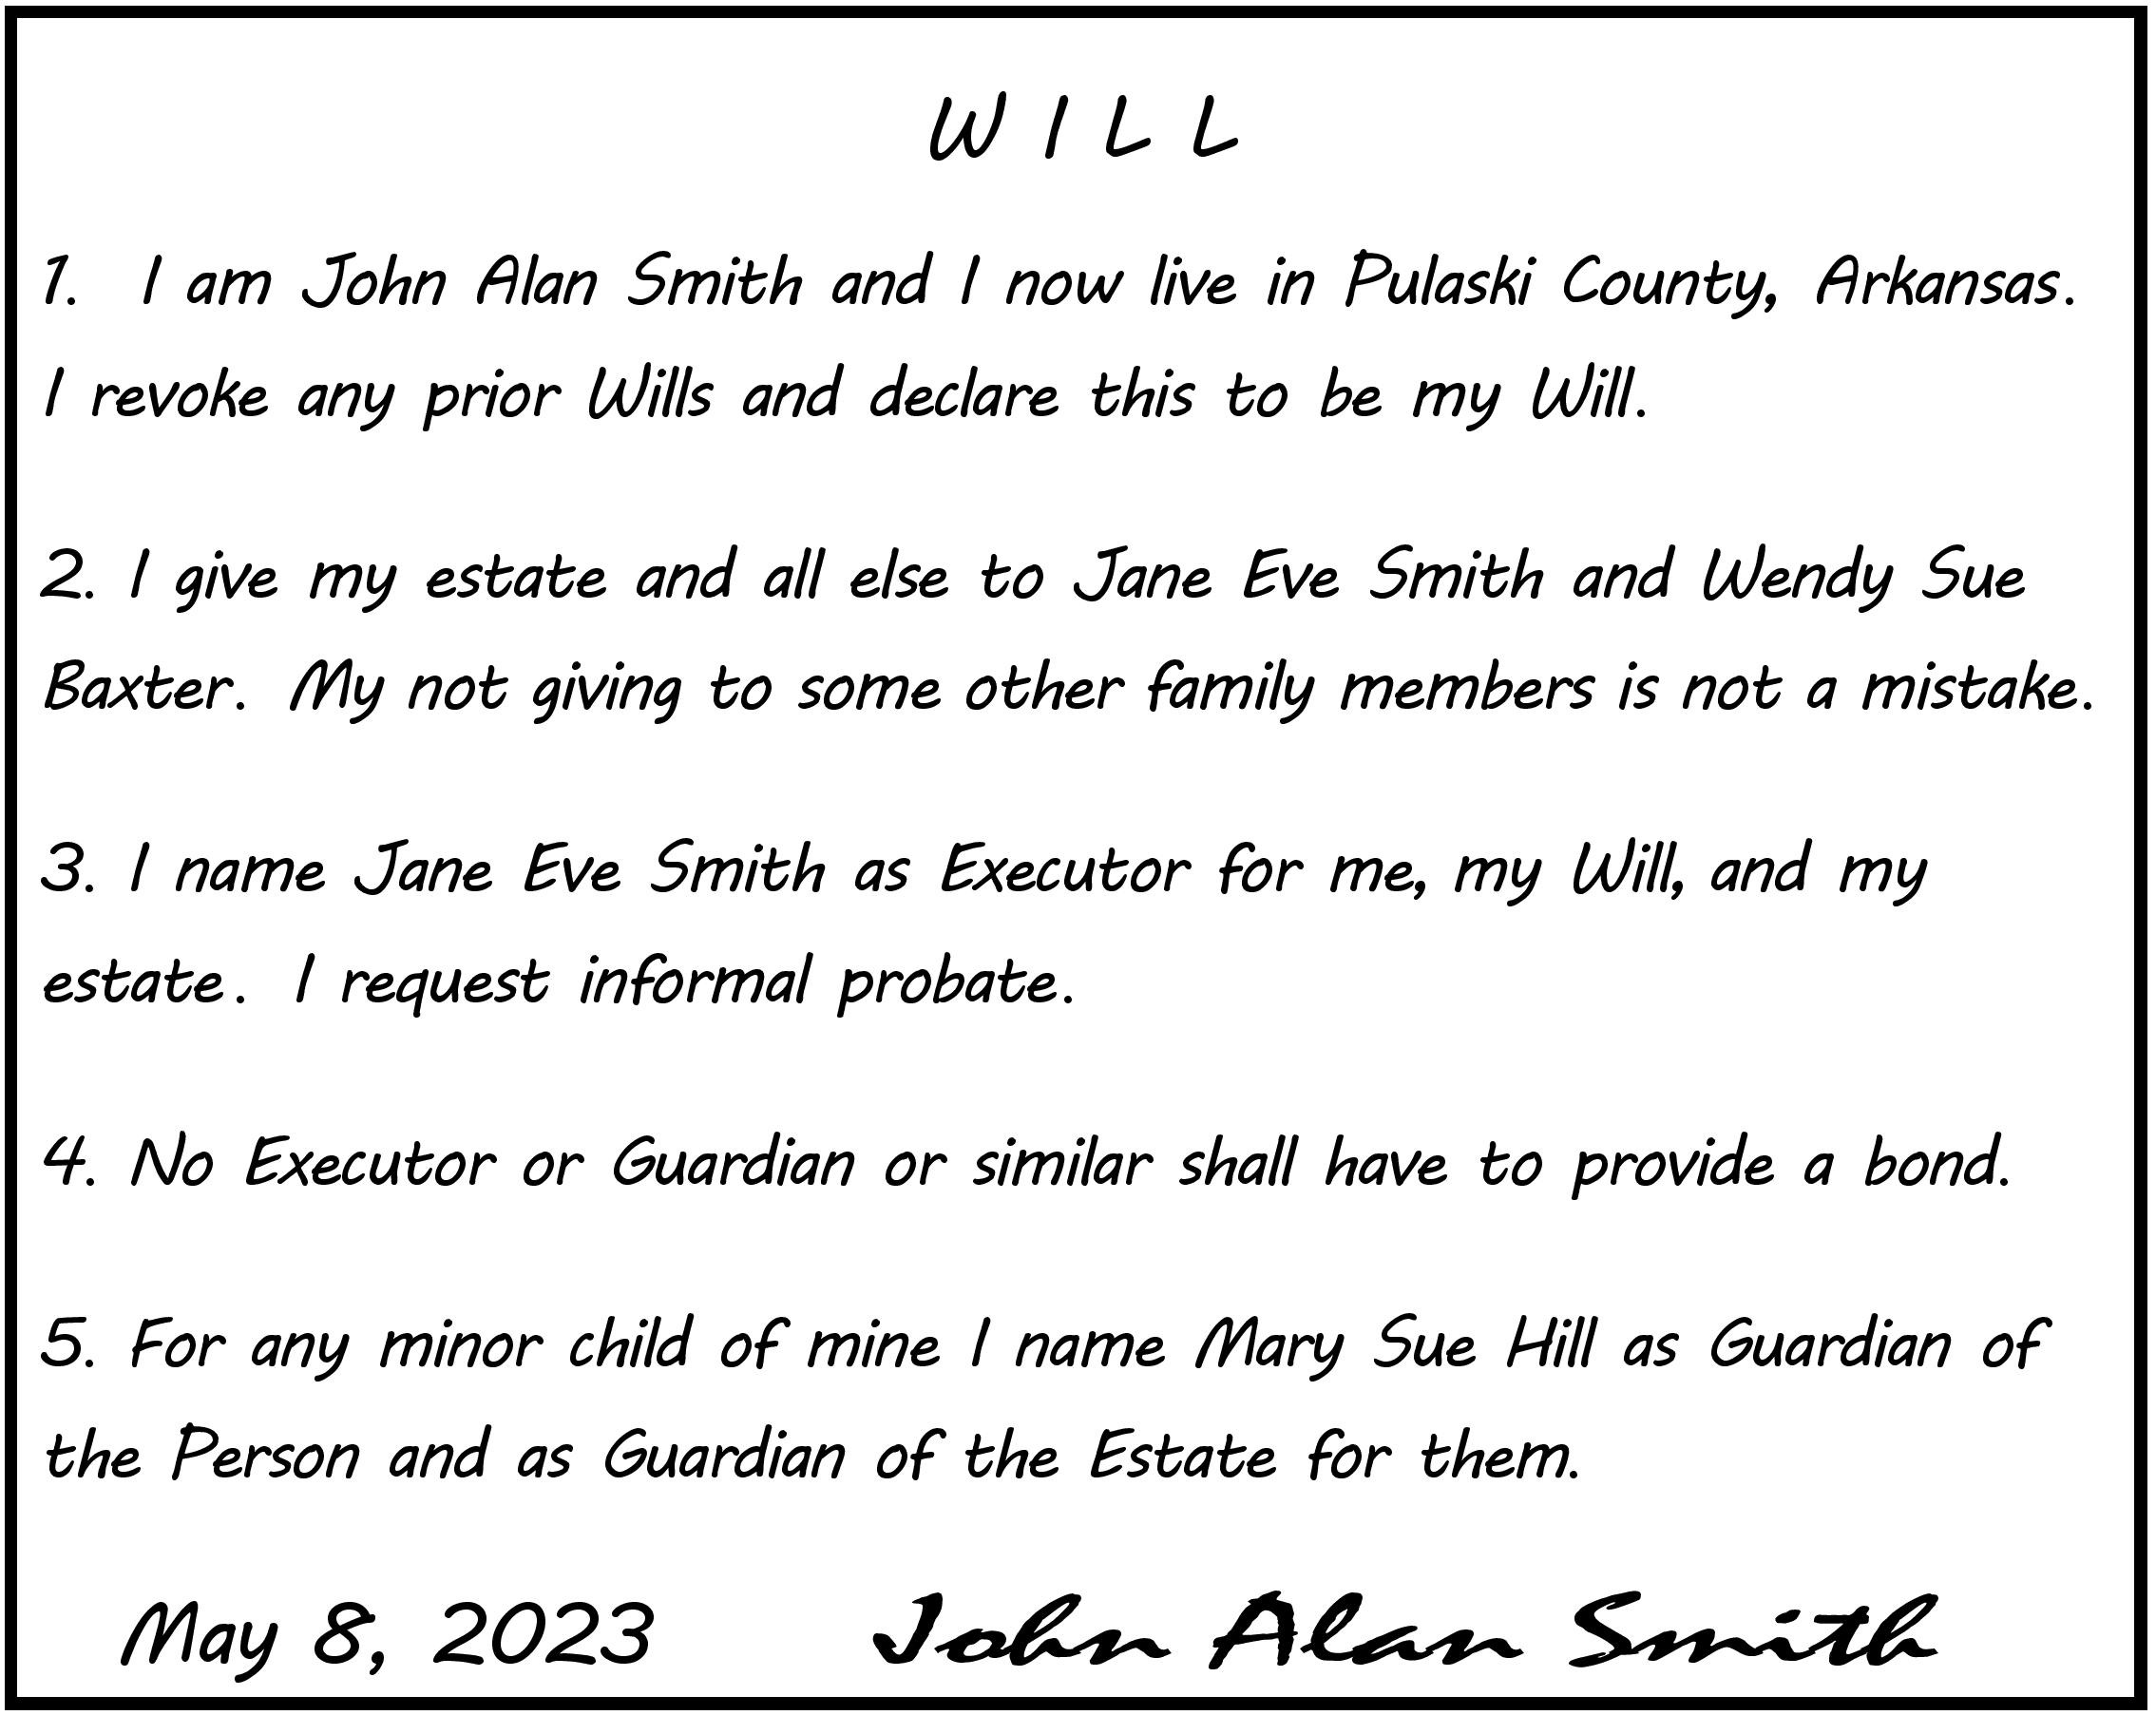 W I L L
1. I am John Alan Smith and I now live in Pulaski County, Arkansas.
I revoke any prior Wills and declare this to be my Will.
2. I give my estate and all else to Jane Eve Smith and Wendy Sue
Baxter. My not giving to some other family members is not a mistake.
3. I name Jane Eve Smith as Executor for me, my Will, and my
estate. I request informal probate.
4. No Executor or Guardian or similar shall have to provide a bond.
5. For any minor child of mine I name Mary Sue Hill as Guardian of
the Person and as Guardian of the Estate for them.
May 8, 2023 John Alan Smith